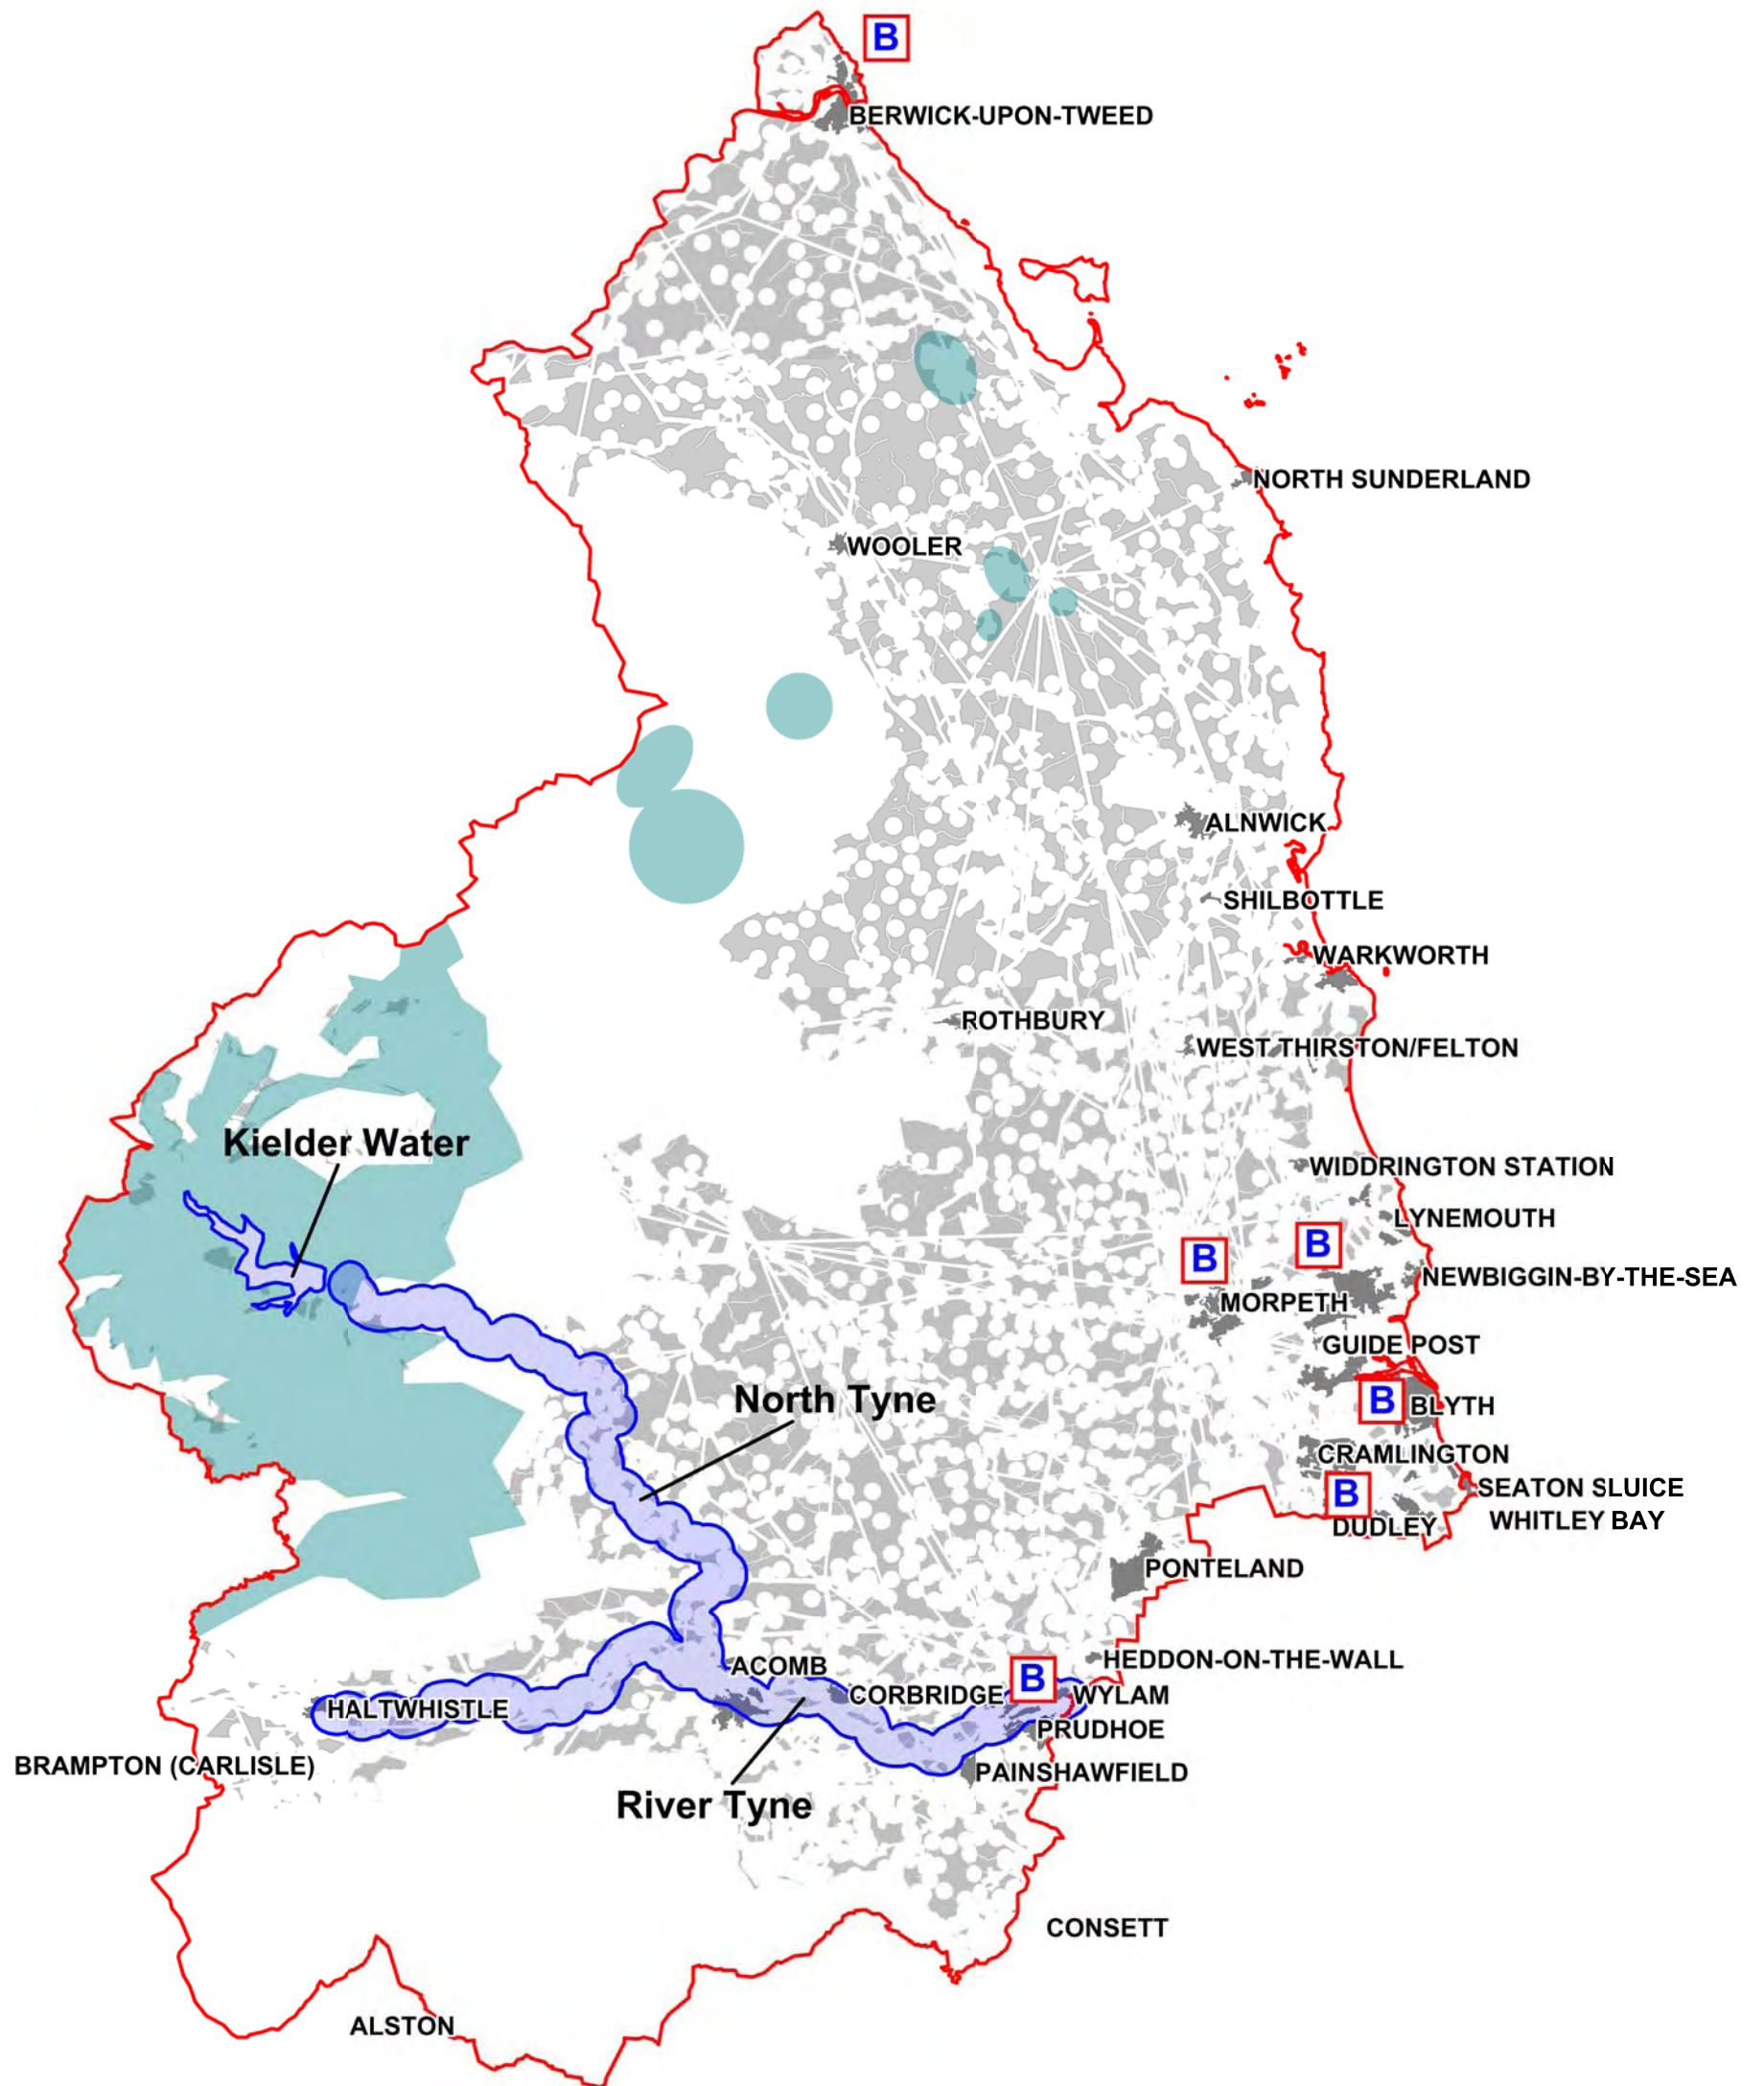 B
BERWICK-UPON-TWEED
NORTH SUNDERLAND
WOOLER
ALNWICK
SHILBOTTLE
WARKWORTH
ROTHBURY
WEST THIRSTON/FELTON
Kielder Water
WIDDRINGTON STATION
LYNEMOUTH
B
B
NEWBIGGIN-BY-THE-SEA
MORPETH
GUIDE POST
North Tyne
B
BLYTH
CRAMLINGTON
SEATON SLUICE
B
WHITLEY BAY
DUDLEY
PONTELAND
HEDDON-ON-THE-WALL
ACOMB
B
CORBRIDGE
WYLAM
HALTWHISTLE
PRUDHOE
BRAMPTON (CARLISLE)
PAINSHAWFIELD
River Tyne
CONSETT
ALSTON